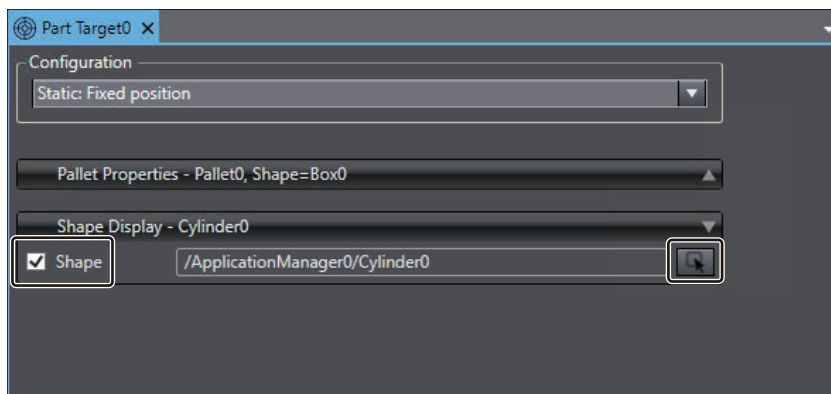 Part Target0
Configuration
Static: Fixed position
Pallet Properties - Pallet0, Shape=Box0
Shape Display - Cylinder0
Shape /ApplicationManager0/Cylinder0